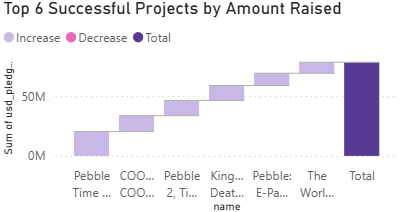 Top 6 Successful Projects by Amount Raised
Increase Decrease Total
Sum of usd_pledg...
50M
0M
Pebble COO... Pebble King... Pebble: The Total
Time ... COO... 2, Ti... Deat... E-Pa... Worl...
name